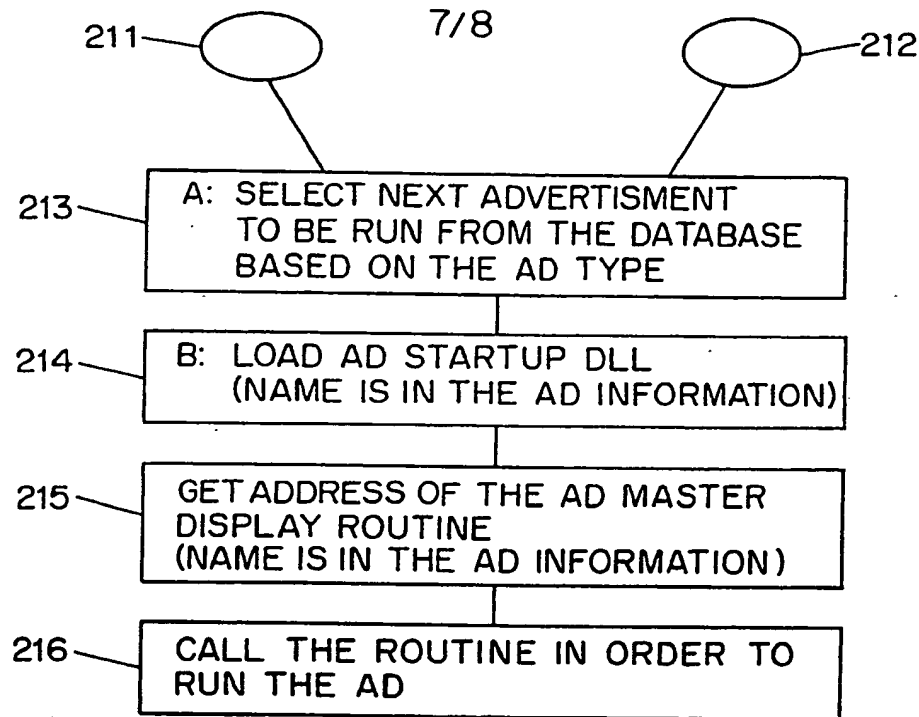 7/8
211
212
213
A: SELECT NEXT ADVERTISMENT
TO BE RUN FROM THE DATABASE
BASED ON THE AD TYPE
214
B: LOAD AD STARTUP DLL
(NAME IS IN THE AD INFORMATION)
215
GET ADDRESS OF THE AD MASTER
DISPLAY ROUTINE
(NAME IS IN THE AD INFORMATION)
216
CALL THE ROUTINE IN ORDER TO
RUN THE AD